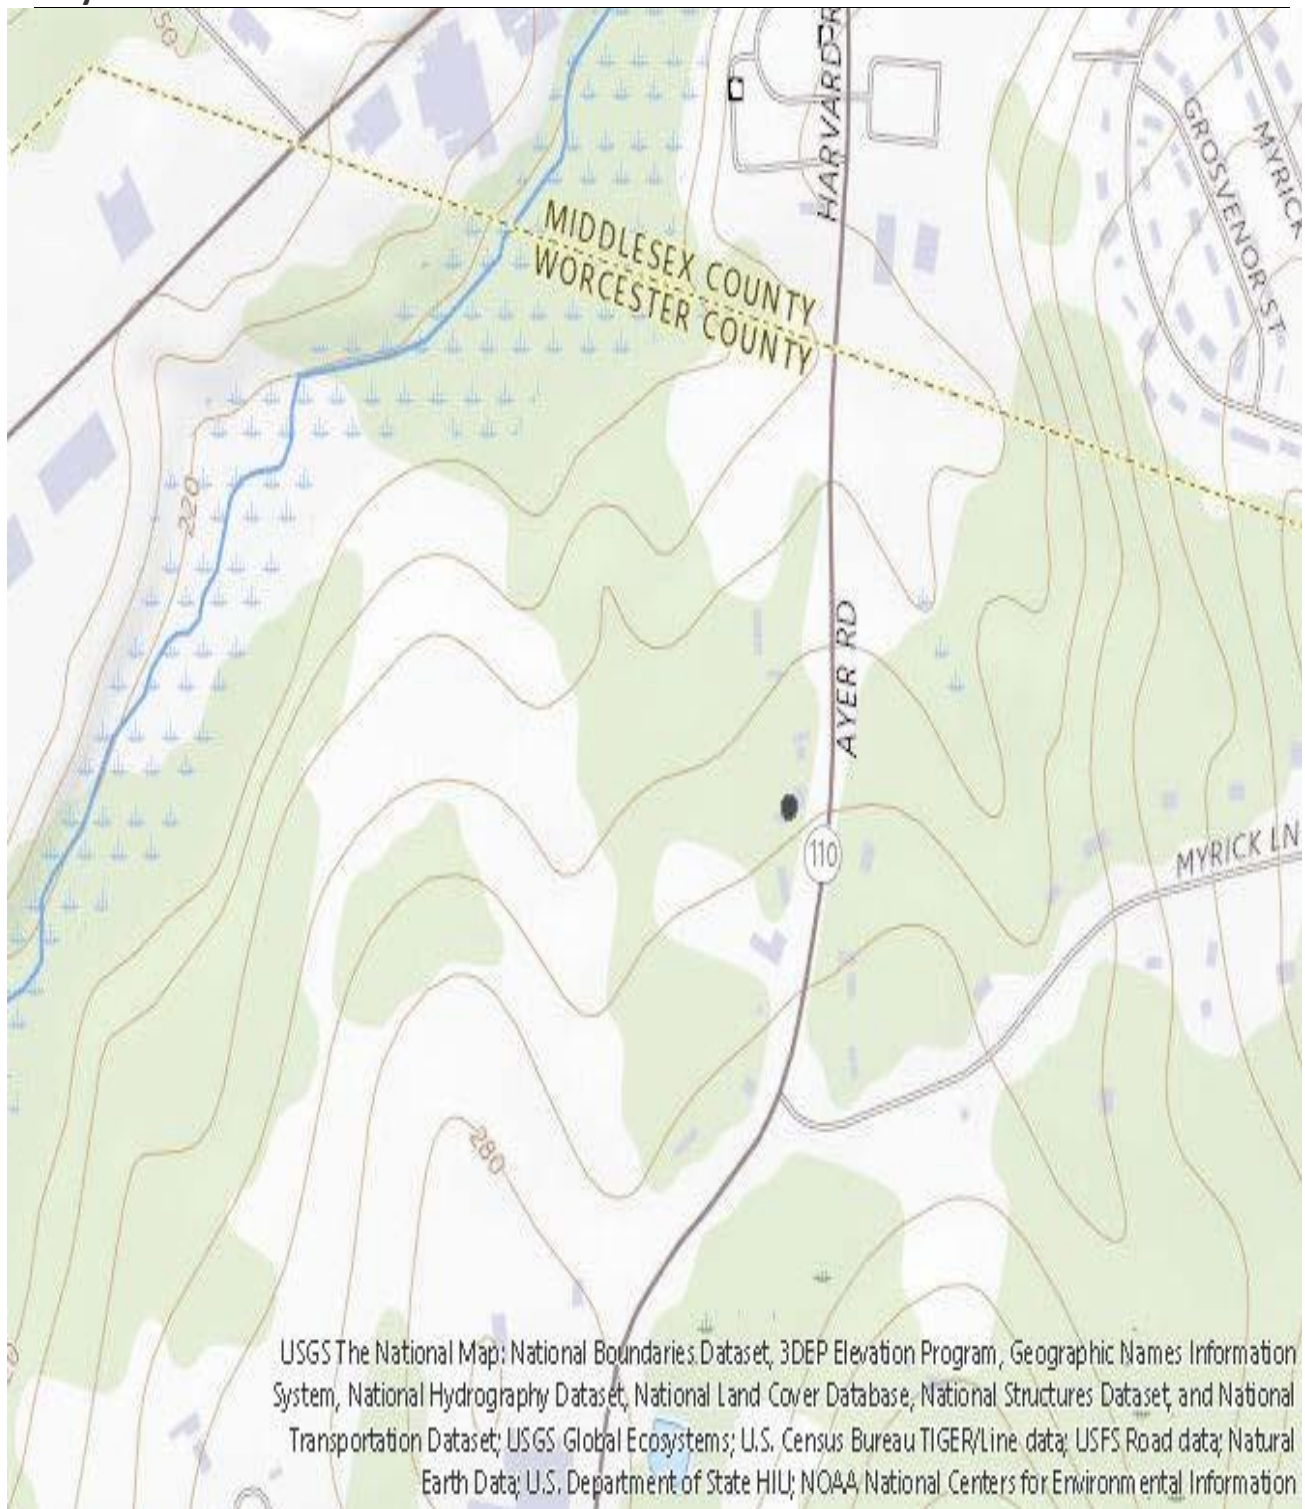 50
HARVARD R
GROSVENOR ST
MYRICK
MIDDLESEX COUNTY
WORCESTER COUNTY
220
AYER RD
110
MYRICK LN
280
USGS The National Map: National Boundaries Dataset, 3DEP Elevation Program, Geographic Names Information
System, National Hydrography Dataset, National Land Cover Database, National Structures Dataset, and National
Transportation Dataset; USGS Global Ecosystems; U.S. Census Bureau TIGER/Line data; USFS Road data; Natural
Earth Data; U.S. Department of State HIU; NOAA National Centers for Environmental Information